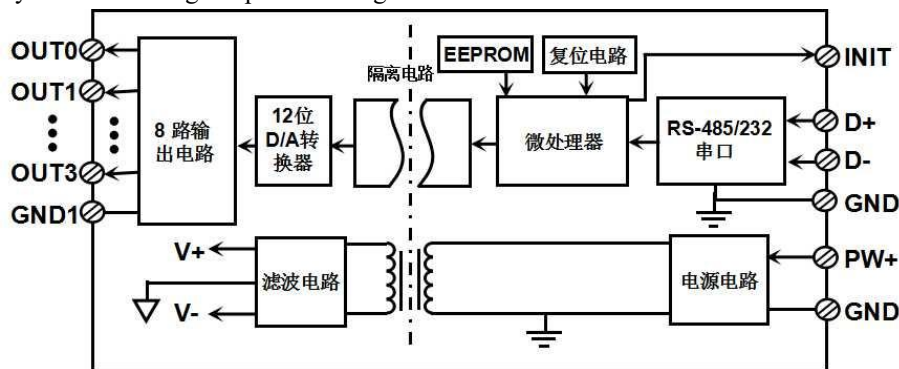 OUT0
OUT1
OUT3
GND1
8 路输
出电路
12位
D/A转
换器
隔离电路
EEPROM
复位电路
微处理器
RS-485/232
串口
INIT
D+
D-
GND
V+
V-
滤波电路
电源电路
PW+
GND